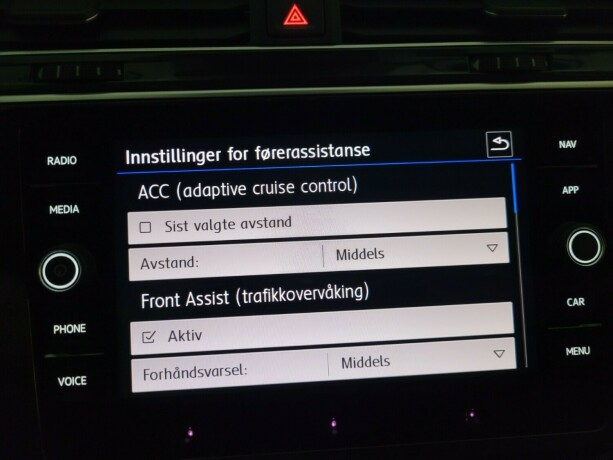 RADIO
MEDIA
PHONE
VOICE
Innstillinger for førerassistanse
ACC (adaptive cruise control)
Sist valgte avstand
Avstand: Middels
Front Assist (trafikkovervåking)
Aktiv
Forhåndsvarsel: Middels
NAV
APP
CAR
MENU